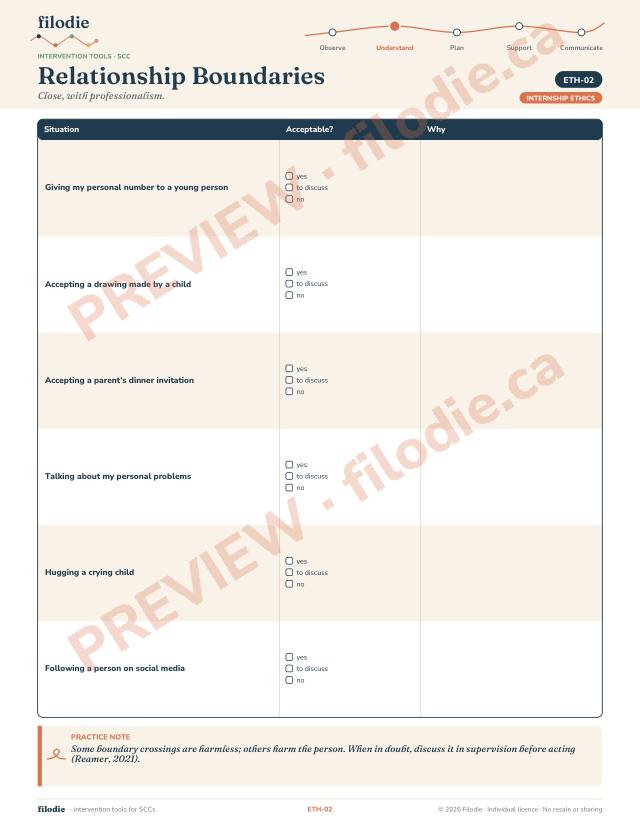 filodie
Observe Understand Plan Support Communicate
INTERVENTION TOOLS · SCC
Relationship Boundaries
Close, with professionalism.
ETH-02
INTERNSHIP ETHICS
Situation Acceptable? Why
Giving my personal number to a young person
yes
to discuss
no
Accepting a drawing made by a child
yes
to discuss
no
Accepting a parent's dinner invitation
yes
to discuss
no
Talking about my personal problems
yes
to discuss
no
Hugging a crying child
yes
to discuss
no
Following a person on social media
yes
to discuss
no
PREVIEW · filodie.ca
PREVIEW · filodie.ca
PRACTICE NOTE
Some boundary crossings are harmless; others harm the person. When in doubt, discuss it in supervision before acting
(Reamer, 2021).
filodie · intervention tools for SCCs ETH-02 © 2026 Filodie · Individual licence · No resale or sharing